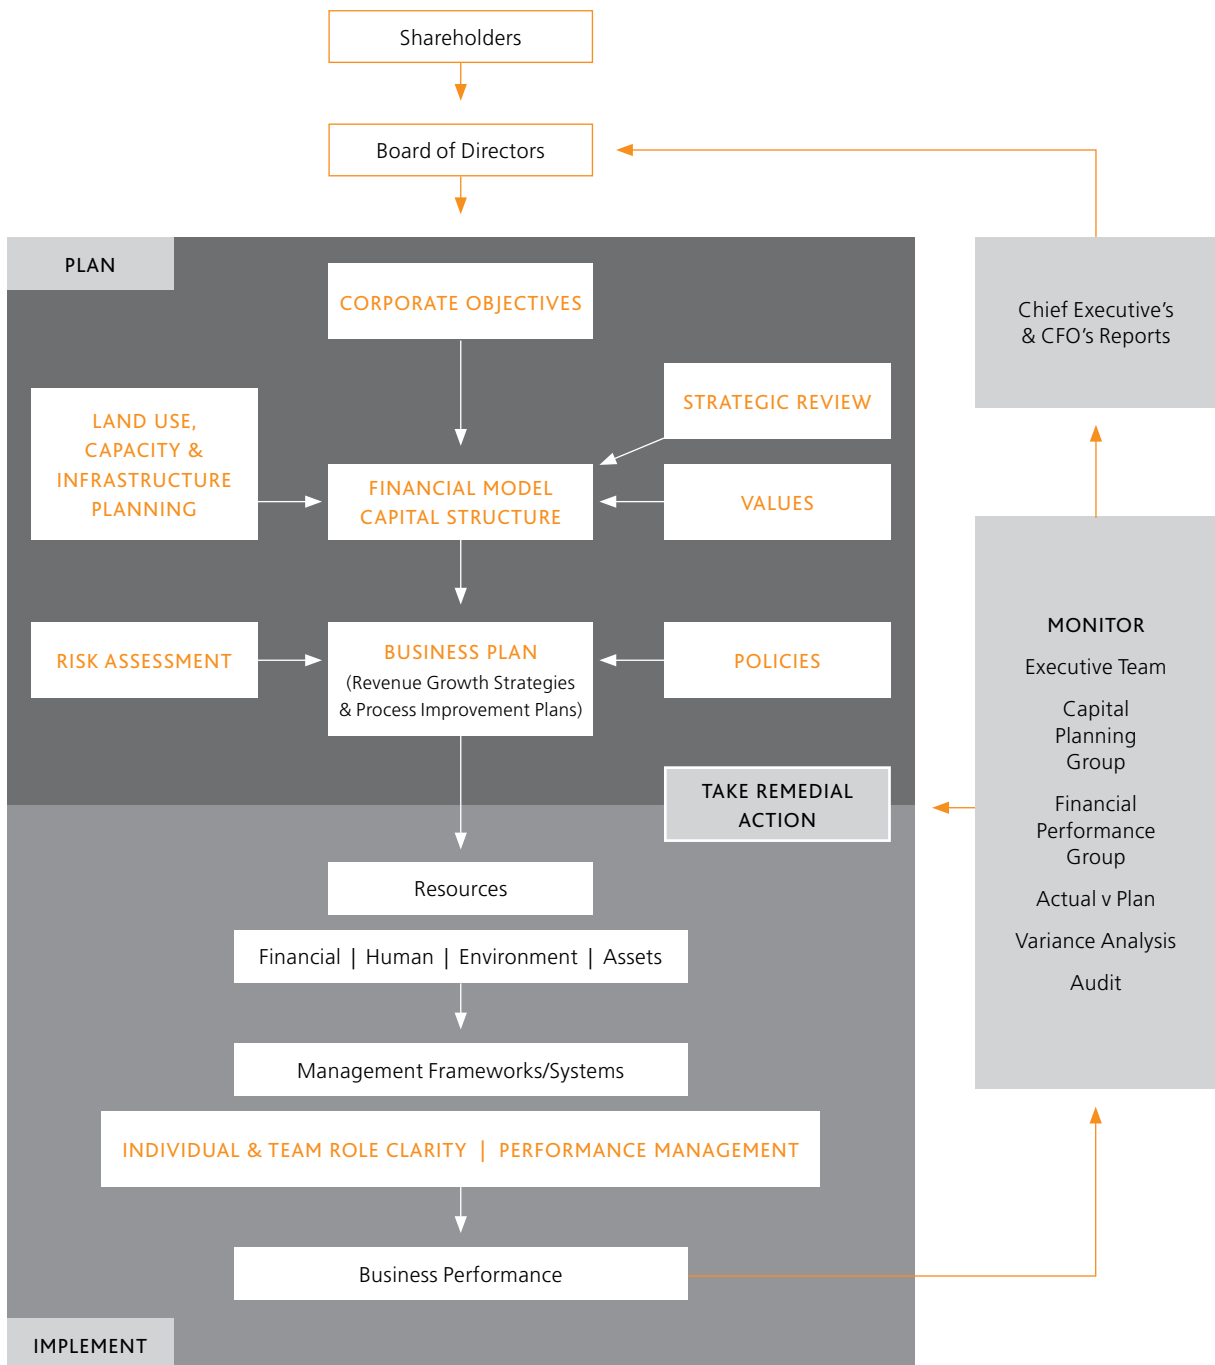 Shareholders
Board of Directors
PLAN
CORPORATE OBJECTIVES
Chief Executive's
& CFO's Reports
LAND USE,
CAPACITY &
INFRASTRUCTURE
PLANNING
STRATEGIC REVIEW
FINANCIAL MODEL
CAPITAL STRUCTURE
VALUES
RISK ASSESSMENT
BUSINESS PLAN
(Revenue Growth Strategies
& Process Improvement Plans)
POLICIES
MONITOR
Executive Team
Capital
Planning
Group
Financial
Performance
Group
Actual v Plan
Variance Analysis
Audit
TAKE REMEDIAL
ACTION
Resources
Financial | Human | Environment | Assets
Management Frameworks/Systems
INDIVIDUAL & TEAM ROLE CLARITY | PERFORMANCE MANAGEMENT
Business Performance
IMPLEMENT